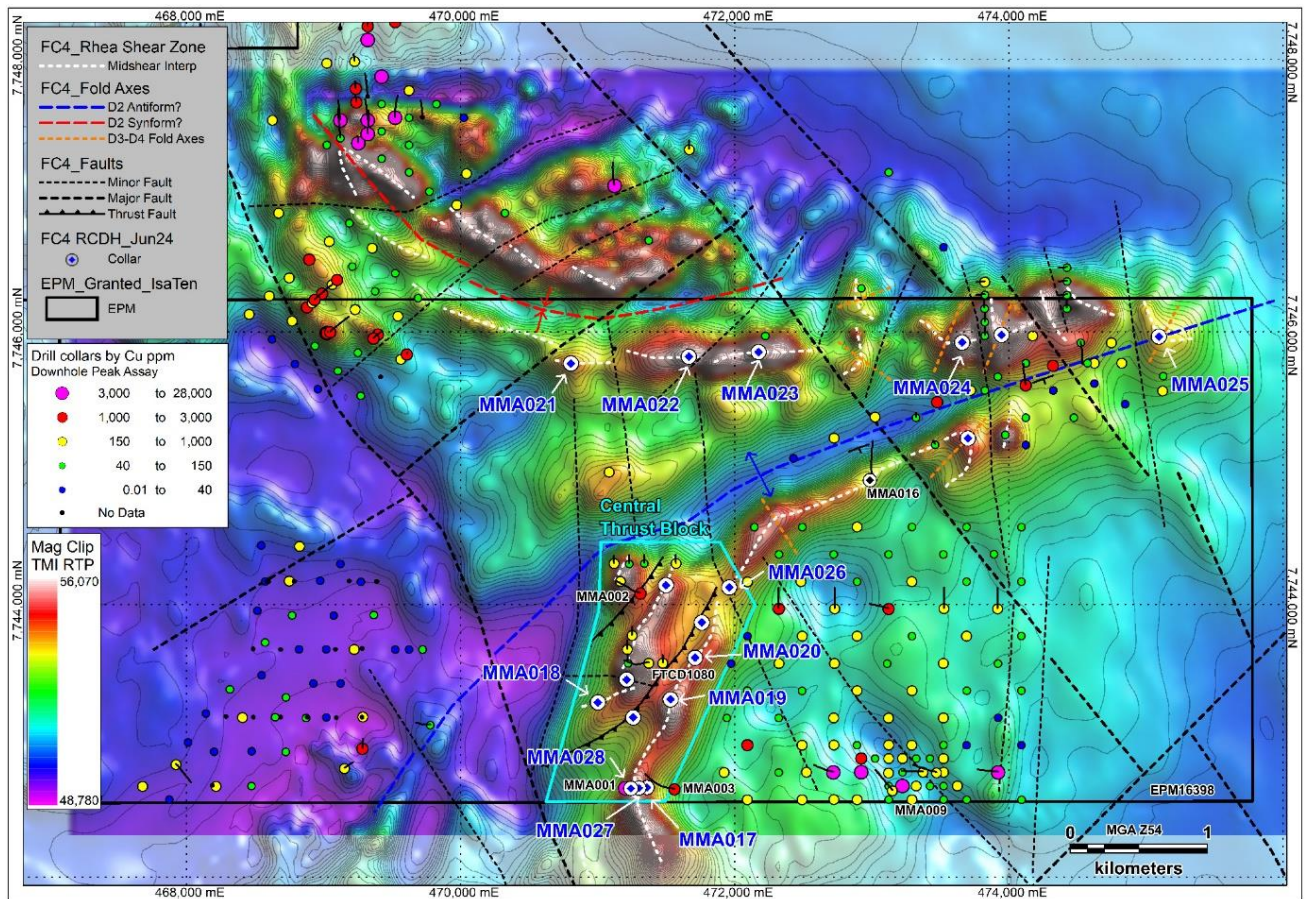 468,000 mE
470,000 mE
472,000 mE
474,000 mE
7,748,000 mN
7,748,000 mN
FC4_Rhea Shear Zone
Midshear Interp
FC4_Fold Axes
D2 Antiform?
D2 Synform?
D3-D4 Fold Axes
FC4_Faults
Minor Fault
Major Fault
Thrust Fault
FC4 RCDH_Jun24
Collar
EPM_Granted_IsaTen
EPM
7,746,000 mN
7,746,000 mN
Drill collars by Cu ppm
Downhole Peak Assay
3,000 to 28,000
1,000 to 3,000
150 to 1,000
40 to 150
0.01 to 40
No Data
MMA021
MMA022
MMA023
MMA024
MMA025
MMA016
Central
Thrust Block
Mag Clip
TMI RTP
56,070
48,780
7,744,000 mN
7,744,000 mN
MMA026
MMA002
MMA020
FTCD1080
MMA018
MMA019
MMA028
MMA001
MMA003
MMA009
EPM16398
MMA027
MMA017
0 MGA Z54 1
kilometers
468,000 mE
470,000 mE
472,000 mE
474,000 mE